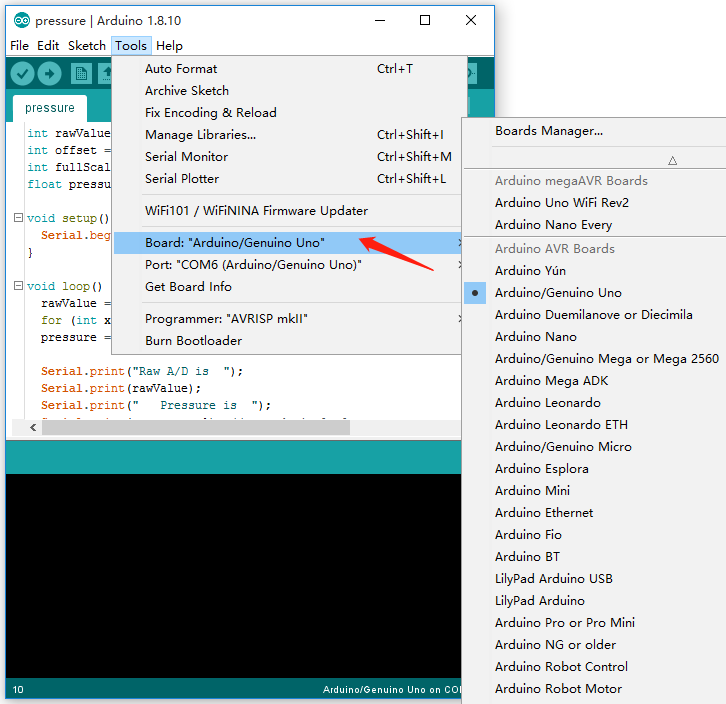 pressure | Arduino 1.8.10
File Edit Sketch Tools Help
pressure
int rawValue
int offset =
int fullScal
float pressu
void setup()
Serial.beg
}
void loop()
rawValue =
for (int x
pressure =
Serial.print("Raw A/D is  ");
Serial.print(rawValue);
Serial.print("   Pressure is  ");
Auto Format Ctrl+T
Archive Sketch
Fix Encoding & Reload
Manage Libraries... Ctrl+Shift+I
Serial Monitor Ctrl+Shift+M
Serial Plotter Ctrl+Shift+L
WiFi101 / WiFiNINA Firmware Updater
Board: "Arduino/Genuino Uno"
Port: "COM6 (Arduino/Genuino Uno)"
Get Board Info
Programmer: "AVRISP mkII"
Burn Bootloader
Boards Manager...
Arduino megaAVR Boards
Arduino Uno WiFi Rev2
Arduino Nano Every
Arduino AVR Boards
Arduino Yún
Arduino/Genuino Uno
Arduino Duemilanove or Diecimila
Arduino Nano
Arduino/Genuino Mega or Mega 2560
Arduino Mega ADK
Arduino Leonardo
Arduino Leonardo ETH
Arduino/Genuino Micro
Arduino Esplora
Arduino Mini
Arduino Ethernet
Arduino Fio
Arduino BT
LilyPad Arduino USB
LilyPad Arduino
Arduino Pro or Pro Mini
Arduino NG or older
Arduino Robot Control
Arduino Robot Motor
10 Arduino/Genuino Uno on CO